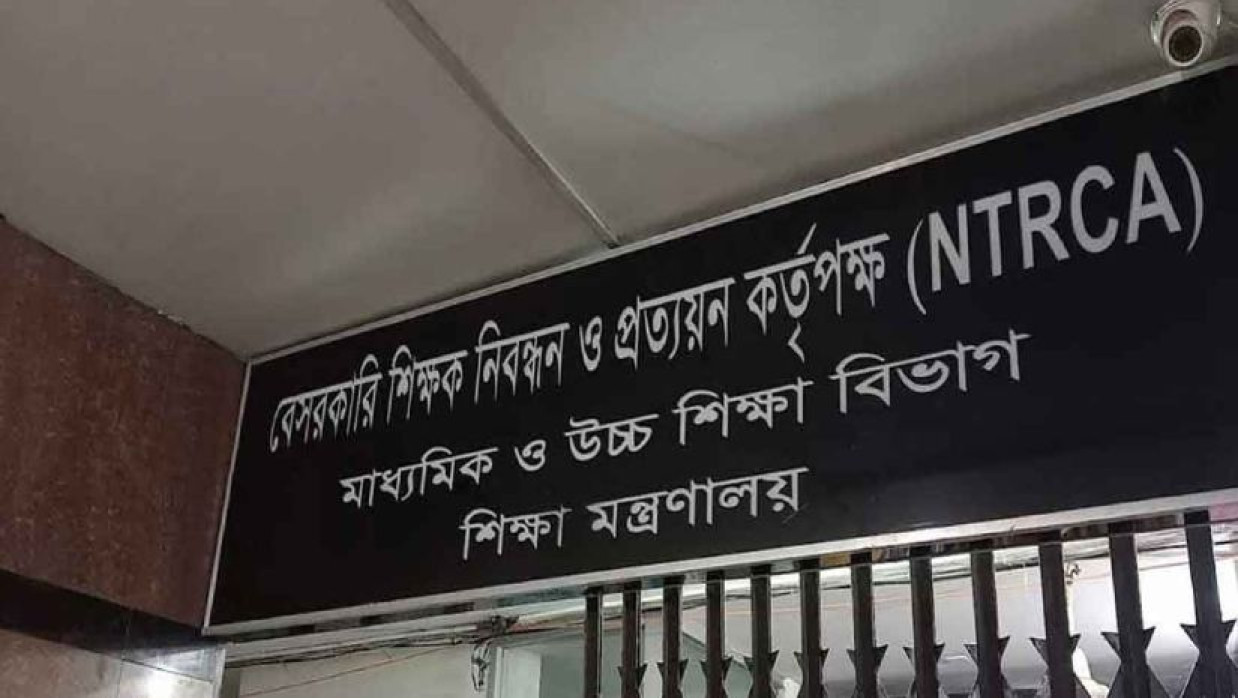 বেসরকারি শিক্ষক নিবন্ধন ও প্রত্যয়ন কর্তৃপক্ষ (NTRCA)
মাধ্যমিক ও উচ্চ শিক্ষা বিভাগ
শিক্ষা মন্ত্রণালয়